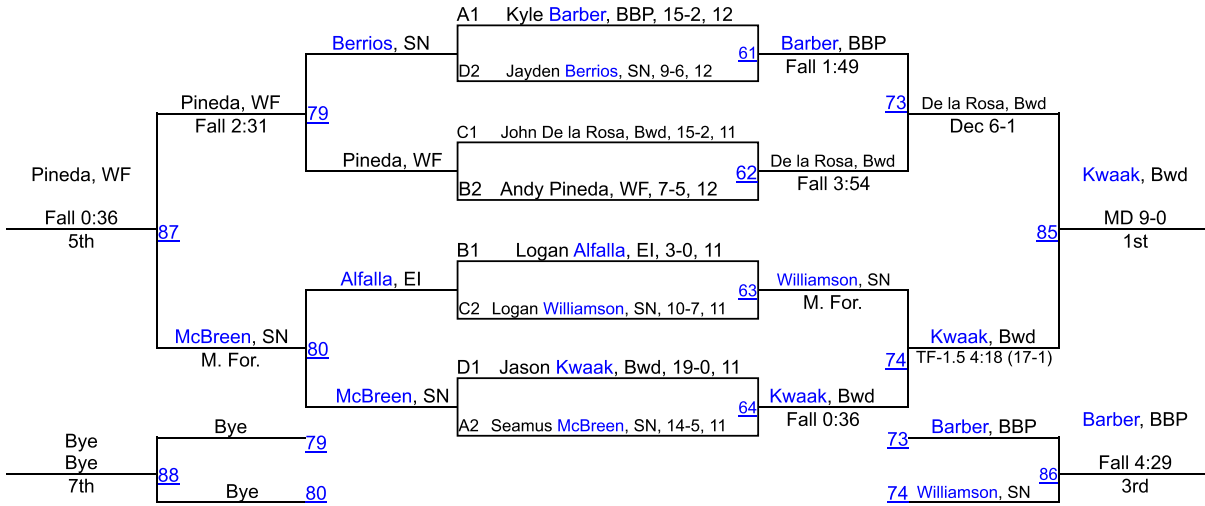 A1 Kyle Barber, BBP, 15-2, 12
Berrios, SN
61
Barber, BBP
D2 Jayden Berrios, SN, 9-6, 12
Fall 1:49
Pineda, WF
79
Fall 2:31
73
De la Rosa, Bwd
Dec 6-1
C1 John De la Rosa, Bwd, 15-2, 11
Pineda, WF
62
De la Rosa, Bwd
B2 Andy Pineda, WF, 7-5, 12
Fall 3:54
Pineda, WF
Fall 0:36
5th
87
Kwaak, Bwd
MD 9-0
1st
85
B1 Logan Alfalla, EI, 3-0, 11
Alfalla, EI
63
Williamson, SN
C2 Logan Williamson, SN, 10-7, 11
M. For.
McBreen, SN
80
M. For.
Kwaak, Bwd
74
TF-1.5 4:18 (17-1)
D1 Jason Kwaak, Bwd, 19-0, 11
McBreen, SN
64
Kwaak, Bwd
A2 Seamus McBreen, SN, 14-5, 11
Fall 0:36
Bye
79
Bye
Bye
88
7th
Bye
80
73
Barber, BBP
Barber, BBP
86
Fall 4:29
3rd
74
Williamson, SN